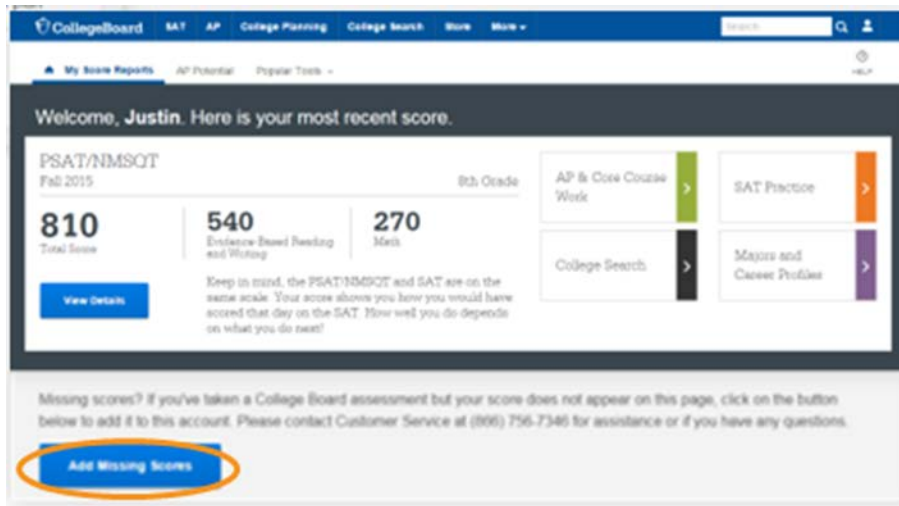 CollegeBoard SAT AP College Planning College Search Store More
Search
My Score Reports AP Potential Popular Tools
HELP
Welcome, Justin. Here is your most recent score.
PSAT/NMSQT
Fall 2015 8th Grade
810
Total Score
540
Evidence-Based Reading
and Writing
270
Math
Keep in mind, the PSAT/NMSQT and SAT are on the
same scale. Your score shows you how you would have
scored that day on the SAT. How well you do depends
on what you do next!
View Details
AP & Core Course
Work
SAT Practice
College Search
Majors and
Career Profiles
Missing scores? If you've taken a College Board assessment but your score does not appear on this page, click on the button
below to add it to this account. Please contact Customer Service at (866) 756-7346 for assistance or if you have any questions.
Add Missing Scores